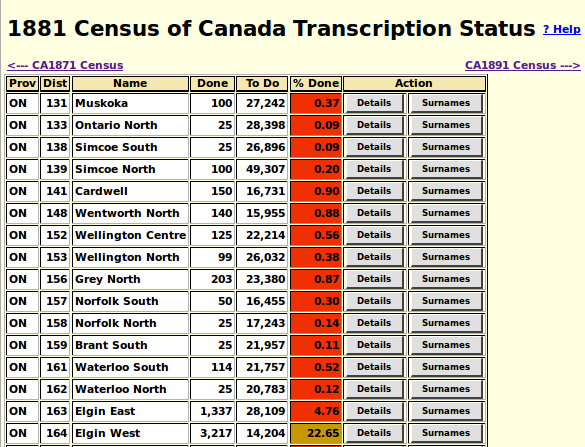 1881 Census of Canada Transcription Status ? Help
<--- CA1871 Census CA1891 Census --->
Prov Dist Name Done To Do % Done Action
ON 131 Muskoka 100 27,242 0.37 Details Surnames
ON 133 Ontario North 25 28,398 0.09 Details Surnames
ON 138 Simcoe South 25 26,896 0.09 Details Surnames
ON 139 Simcoe North 100 49,307 0.20 Details Surnames
ON 141 Cardwell 150 16,731 0.90 Details Surnames
ON 148 Wentworth North 140 15,955 0.88 Details Surnames
ON 152 Wellington Centre 125 22,214 0.56 Details Surnames
ON 153 Wellington North 99 26,032 0.38 Details Surnames
ON 156 Grey North 203 23,380 0.87 Details Surnames
ON 157 Norfolk South 50 16,455 0.30 Details Surnames
ON 158 Norfolk North 25 17,243 0.14 Details Surnames
ON 159 Brant South 25 21,957 0.11 Details Surnames
ON 161 Waterloo South 114 21,757 0.52 Details Surnames
ON 162 Waterloo North 25 20,783 0.12 Details Surnames
ON 163 Elgin East 1,337 28,109 4.76 Details Surnames
ON 164 Elgin West 3,217 14,204 22.65 Details Surnames